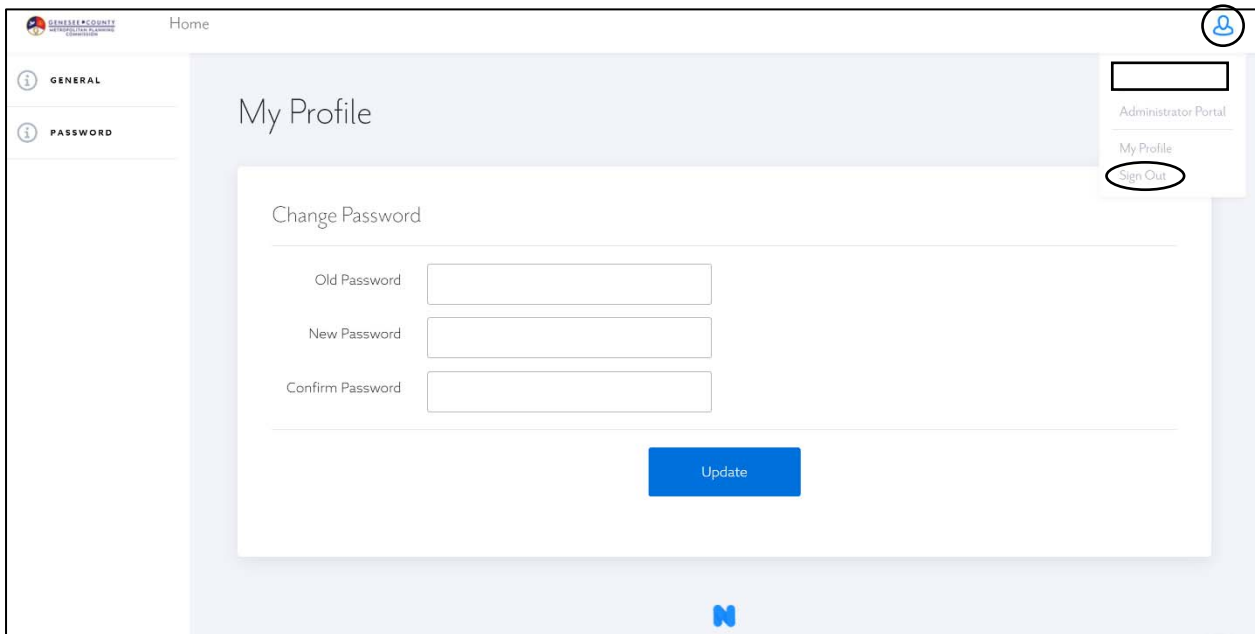 GENESEE COUNTY
METROPOLITAN PLANNING
COMMISSION
Home
GENERAL
PASSWORD
My Profile
Administrator Portal
My Profile
Sign Out
Change Password
Old Password
New Password
Confirm Password
Update
N